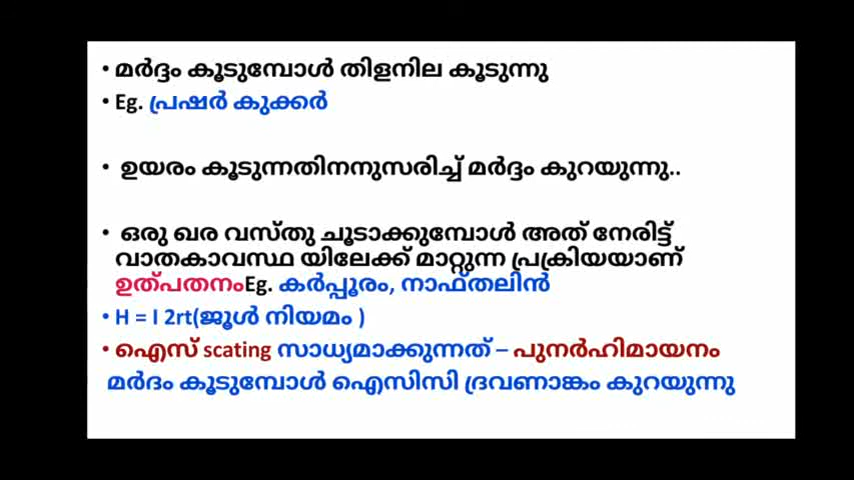 • മർദ്ദം കൂടുമ്പോൾ തിളനില കൂടുന്നു
• Eg. പ്രഷർ കുക്കർ
• ഉയരം കൂടുന്നതിനനുസരിച്ച് മർദ്ദം കുറയുന്നു..
• ഒരു ഖര വസ്തു ചൂടാക്കുമ്പോൾ അത് നേരിട്ട്
വാതകാവസ്ഥ യിലേക്ക് മാറ്റുന്ന പ്രക്രിയയാണ്
ഉത്പതനംEg. കർപ്പൂരം, നാഫ്തലിൻ
• H = I 2rt(ജൂൾ നിയമം )
• ഐസ് scating സാധ്യമാക്കുന്നത് – പുനർഹിമായനം
മർദം കൂടുമ്പോൾ ഐസിസി ദ്രവണാങ്കം കുറയുന്നു